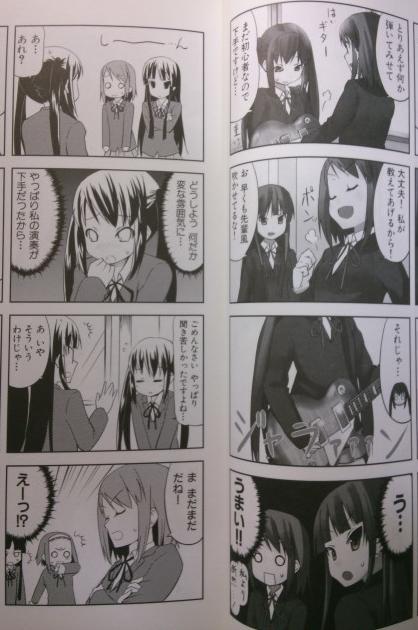 とりあえず何か
弾いてみせて
ギター
まだ初心者なので
下手ですけど…
大丈夫!私が
教えてあげるから!
ポン
お 早くも先輩風
吹かせてるな!
それじゃ…
う…
うまい!!
私より
しーん
あ…
あれ?
どうしよう 何だか
変な雰囲気に…
やっぱり私の演奏が
下手だったから…
ごめんなさい やっぱり
聞き苦しかったですよね…
あ いや
そういう
わけじゃ…
ま まだまだ
だね!
えーっ!?